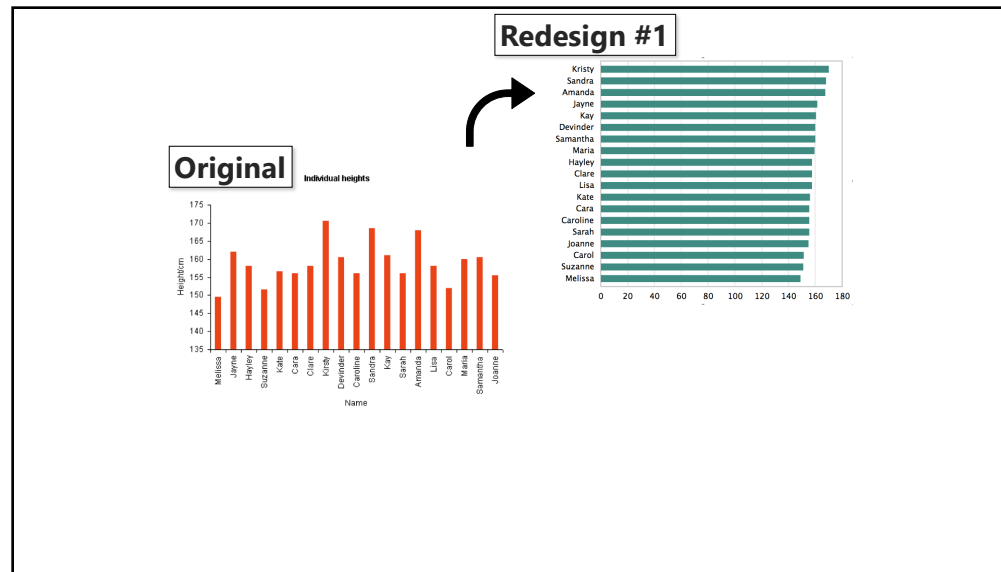 Redesign #1
Kristy
Sandra
Amanda
Jayne
Kay
Devinder
Samantha
Maria
Hayley
Clare
Lisa
Kate
Cara
Caroline
Sarah
Joanne
Carol
Suzanne
Melissa
0 20 40 60 80 100 120 140 160 180
Original
Individual heights
Height/cm
175
170
165
160
155
150
145
140
135
Melissa
Jayne
Hayley
Suzanne
Kate
Cara
Clare
Kirsty
Devinder
Caroline
Sandra
Kay
Sarah
Amanda
Lisa
Carol
Maria
Samantha
Joanne
Name